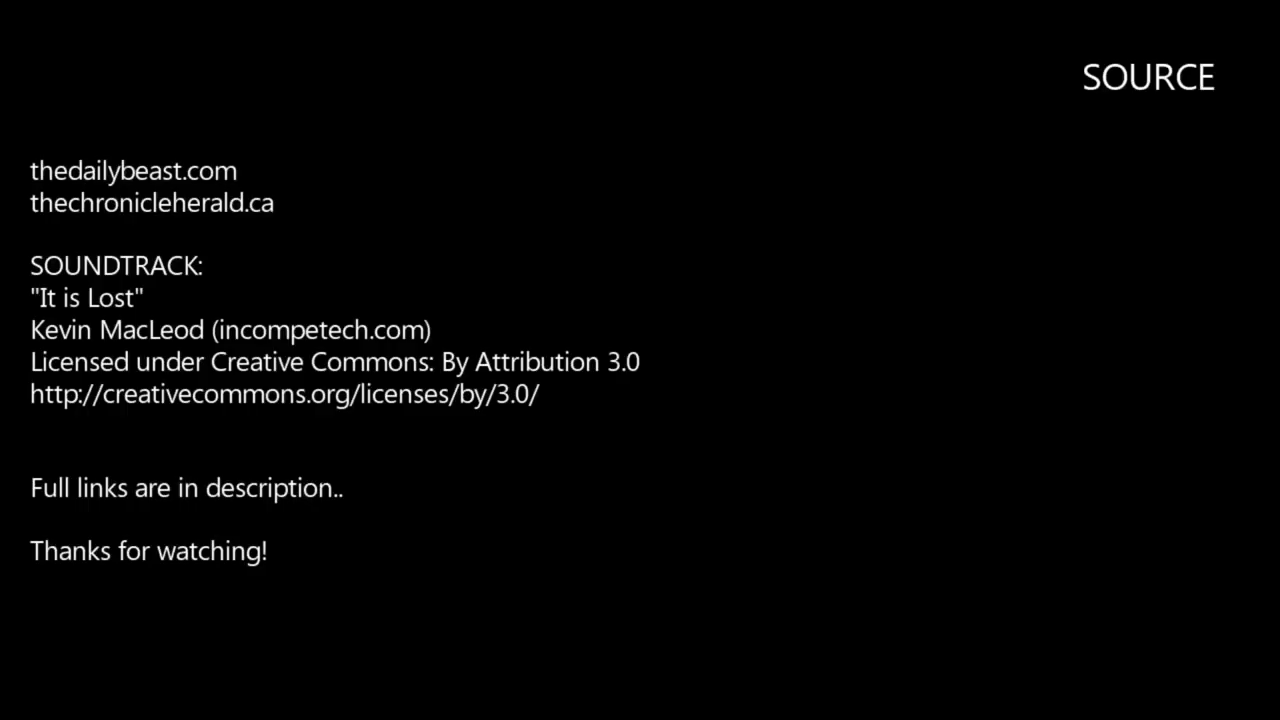 SOURCE
thedailybeast.com
thechronicleherald.ca
SOUNDTRACK:
"It is Lost"
Kevin MacLeod (incompetech.com)
Licensed under Creative Commons: By Attribution 3.0
http://creativecommons.org/licenses/by/3.0/
Full links are in description..
Thanks for watching!